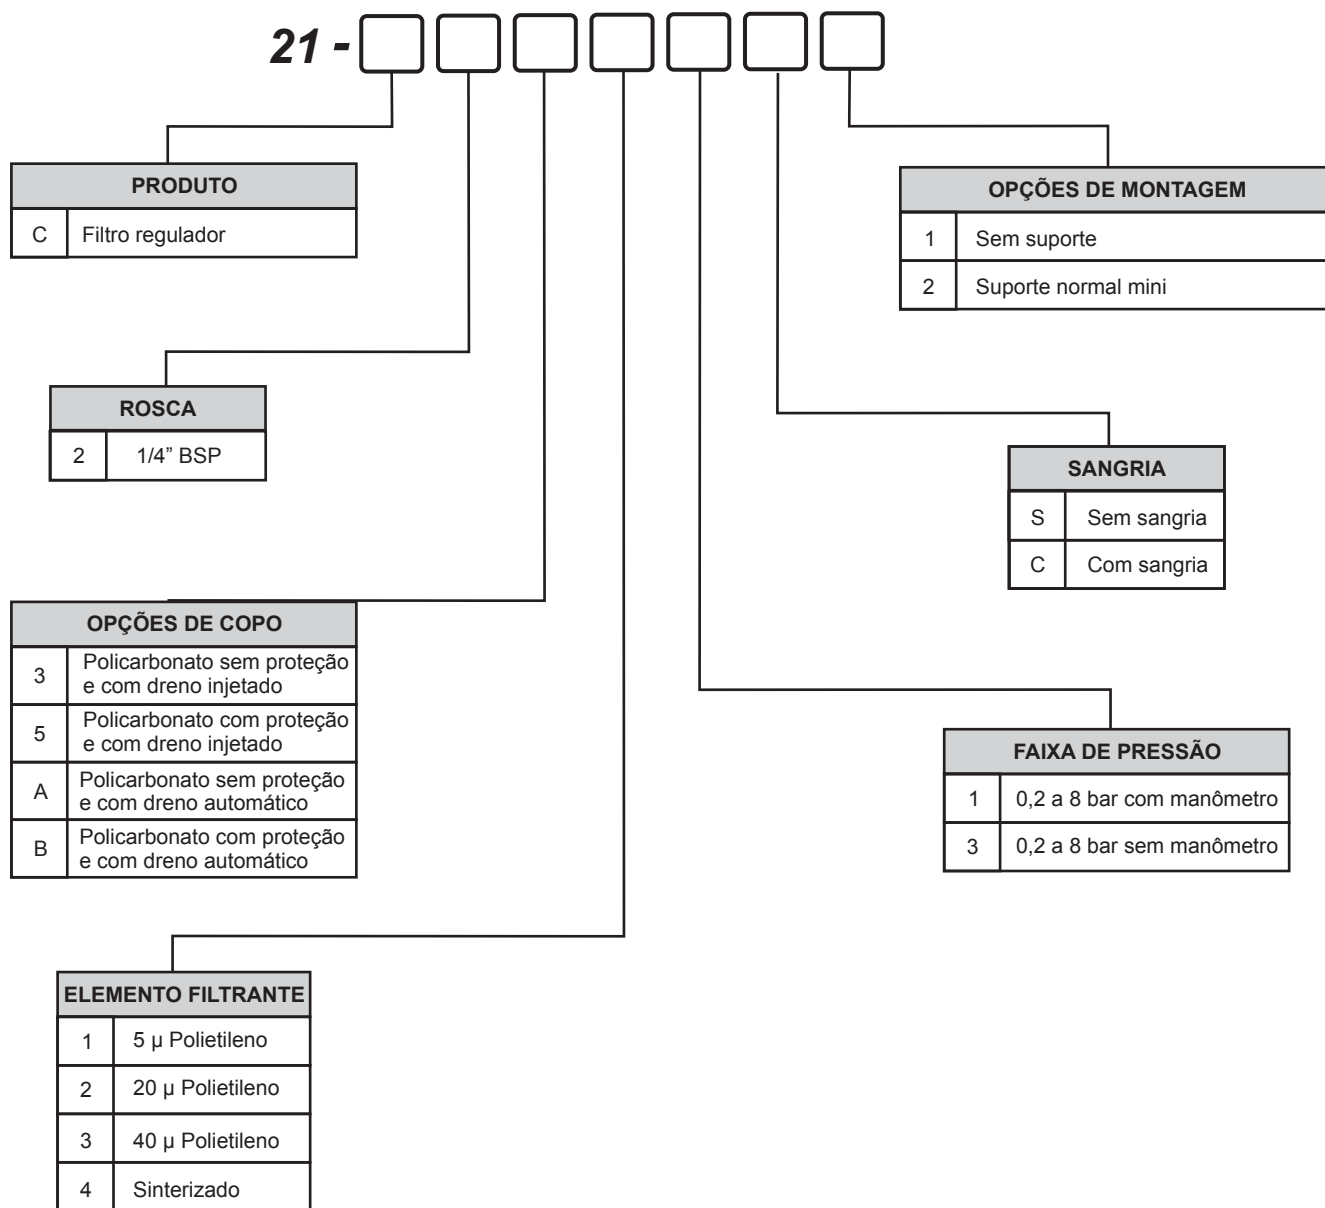 21 -
PRODUTO
C Filtro regulador
OPÇÕES DE MONTAGEM
1 Sem suporte
2 Suporte normal mini
ROSCA
2 1/4” BSP
SANGRIA
S Sem sangria
C Com sangria
OPÇÕES DE COPO
3 Policarbonato sem proteção
e com dreno injetado
5 Policarbonato com proteção
e com dreno injetado
A Policarbonato sem proteção
e com dreno automático
B Policarbonato com proteção
e com dreno automático
FAIXA DE PRESSÃO
1 0,2 a 8 bar com manômetro
3 0,2 a 8 bar sem manômetro
ELEMENTO FILTRANTE
1 5 µ Polietileno
2 20 µ Polietileno
3 40 µ Polietileno
4 Sinterizado